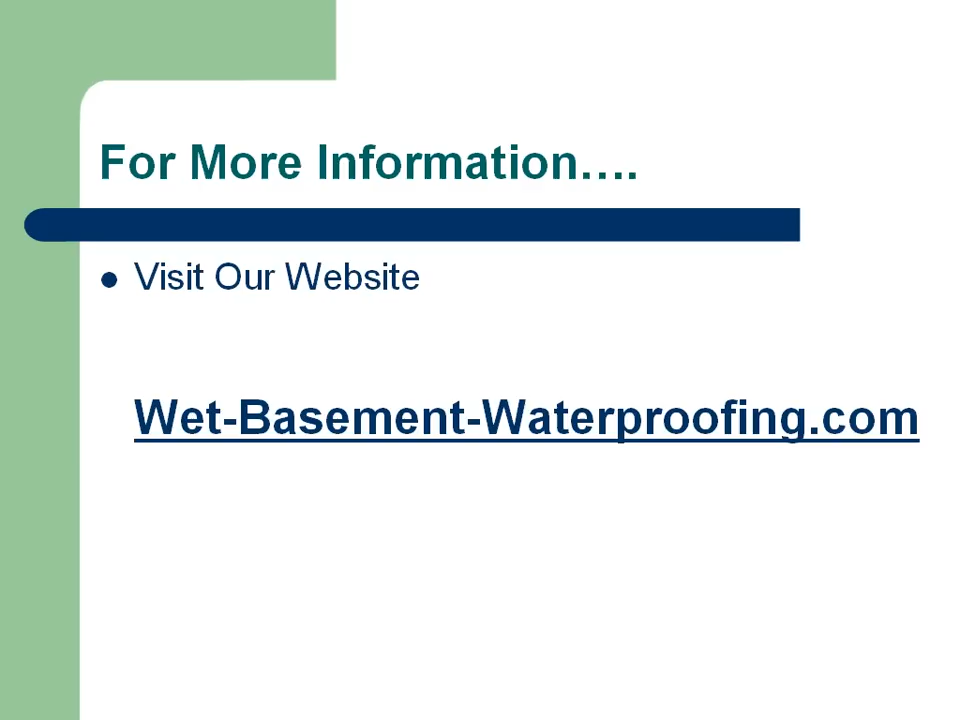 For More Information….
Visit Our Website
Wet-Basement-Waterproofing.com